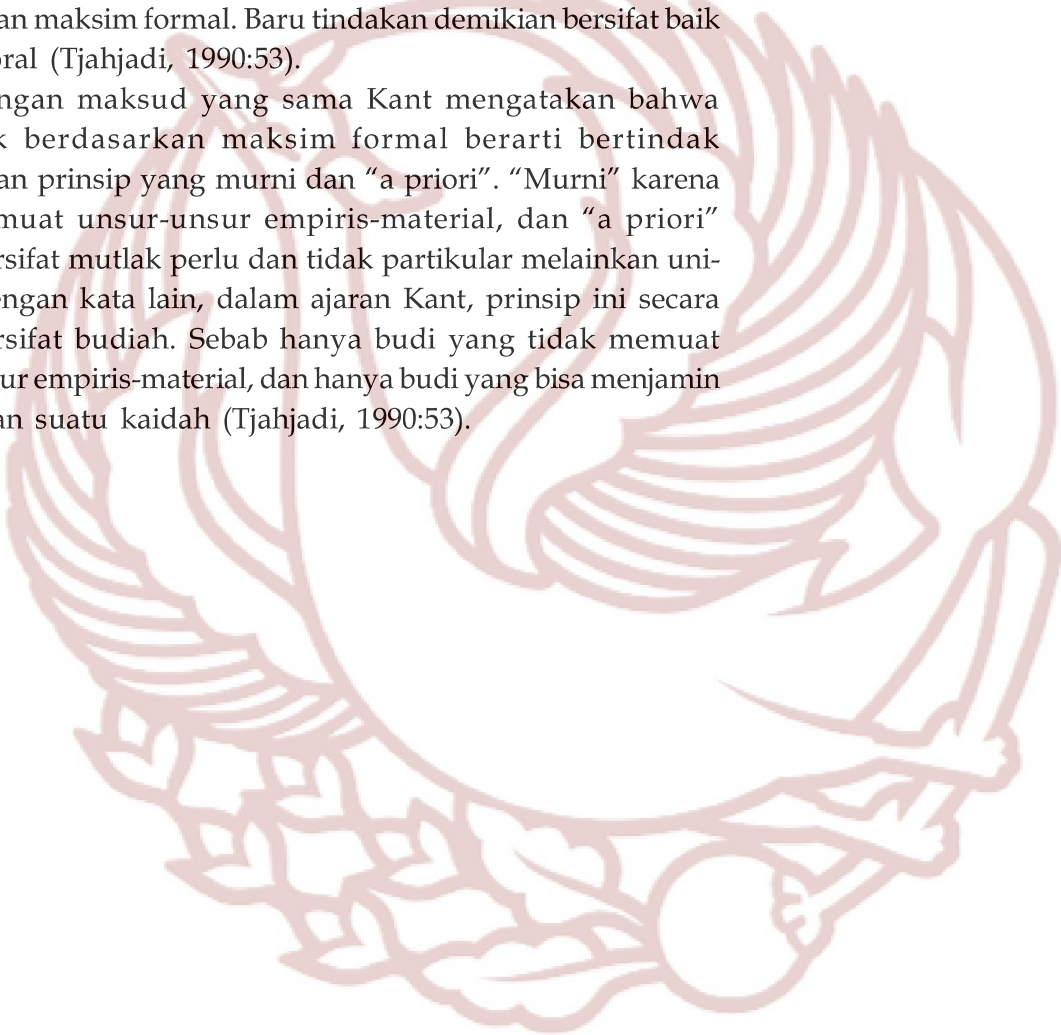 an maksim formal. Baru tindakan demikian bersifat baik
oral (Tjahjadi, 1990:53).
ngan maksud yang sama Kant mengatakan bahwa
k berdasarkan maksim formal berarti bertindak
an prinsip yang murni dan “a priori”. “Murni” karena
muat unsur-unsur empiris-material, dan “a priori”
rsifat mutlak perlu dan tidak partikular melainkan uni-
engan kata lain, dalam ajaran Kant, prinsip ini secara
rsifat budiah. Sebab hanya budi yang tidak memuat
ur empiris-material, dan hanya budi yang bisa menjamin
an suatu kaidah (Tjahjadi, 1990:53).